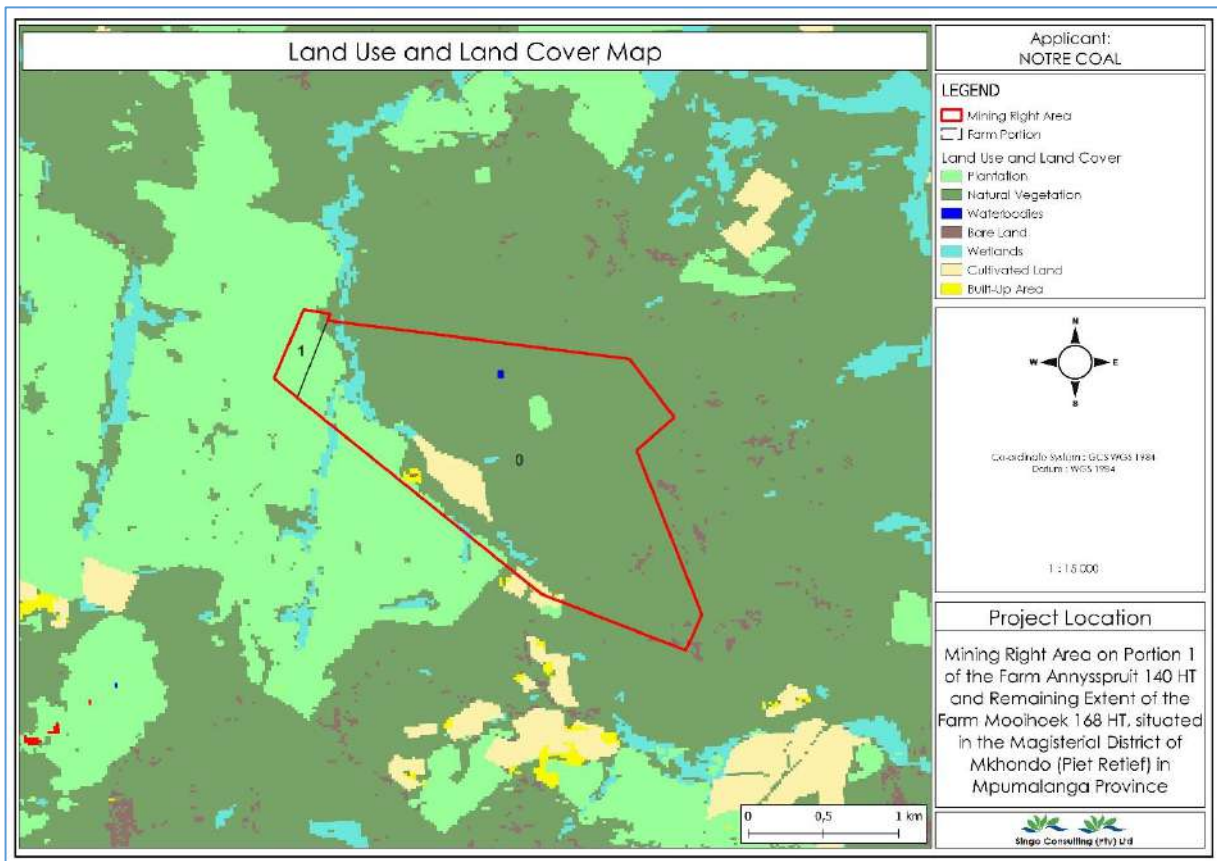 Land Use and Land Cover Map
Applicant:
NOTRE COAL
LEGEND
Mining Right Area
Farm Portion
Land Use and Land Cover
Plantation
Natural Vegetation
Waterbodies
Bare Land
Wetlands
Cultivated Land
Built-Up Area
1
0
3
N
W
E
S
Co-ordinate System : GCS WGS 1984
Datum : WGS 1984
1 : 15 000
Project Location
Mining Right Area on Portion 1
of the Farm Annysspruit 140 HT
and Remaining Extent of the
Farm Mooihoek 168 HT, situated
in the Magisterial District of
Mkhondo (Piet Retief) in
Mpumalanga Province
0 0,5 1 km
Singo Consulting (Pty) Ltd